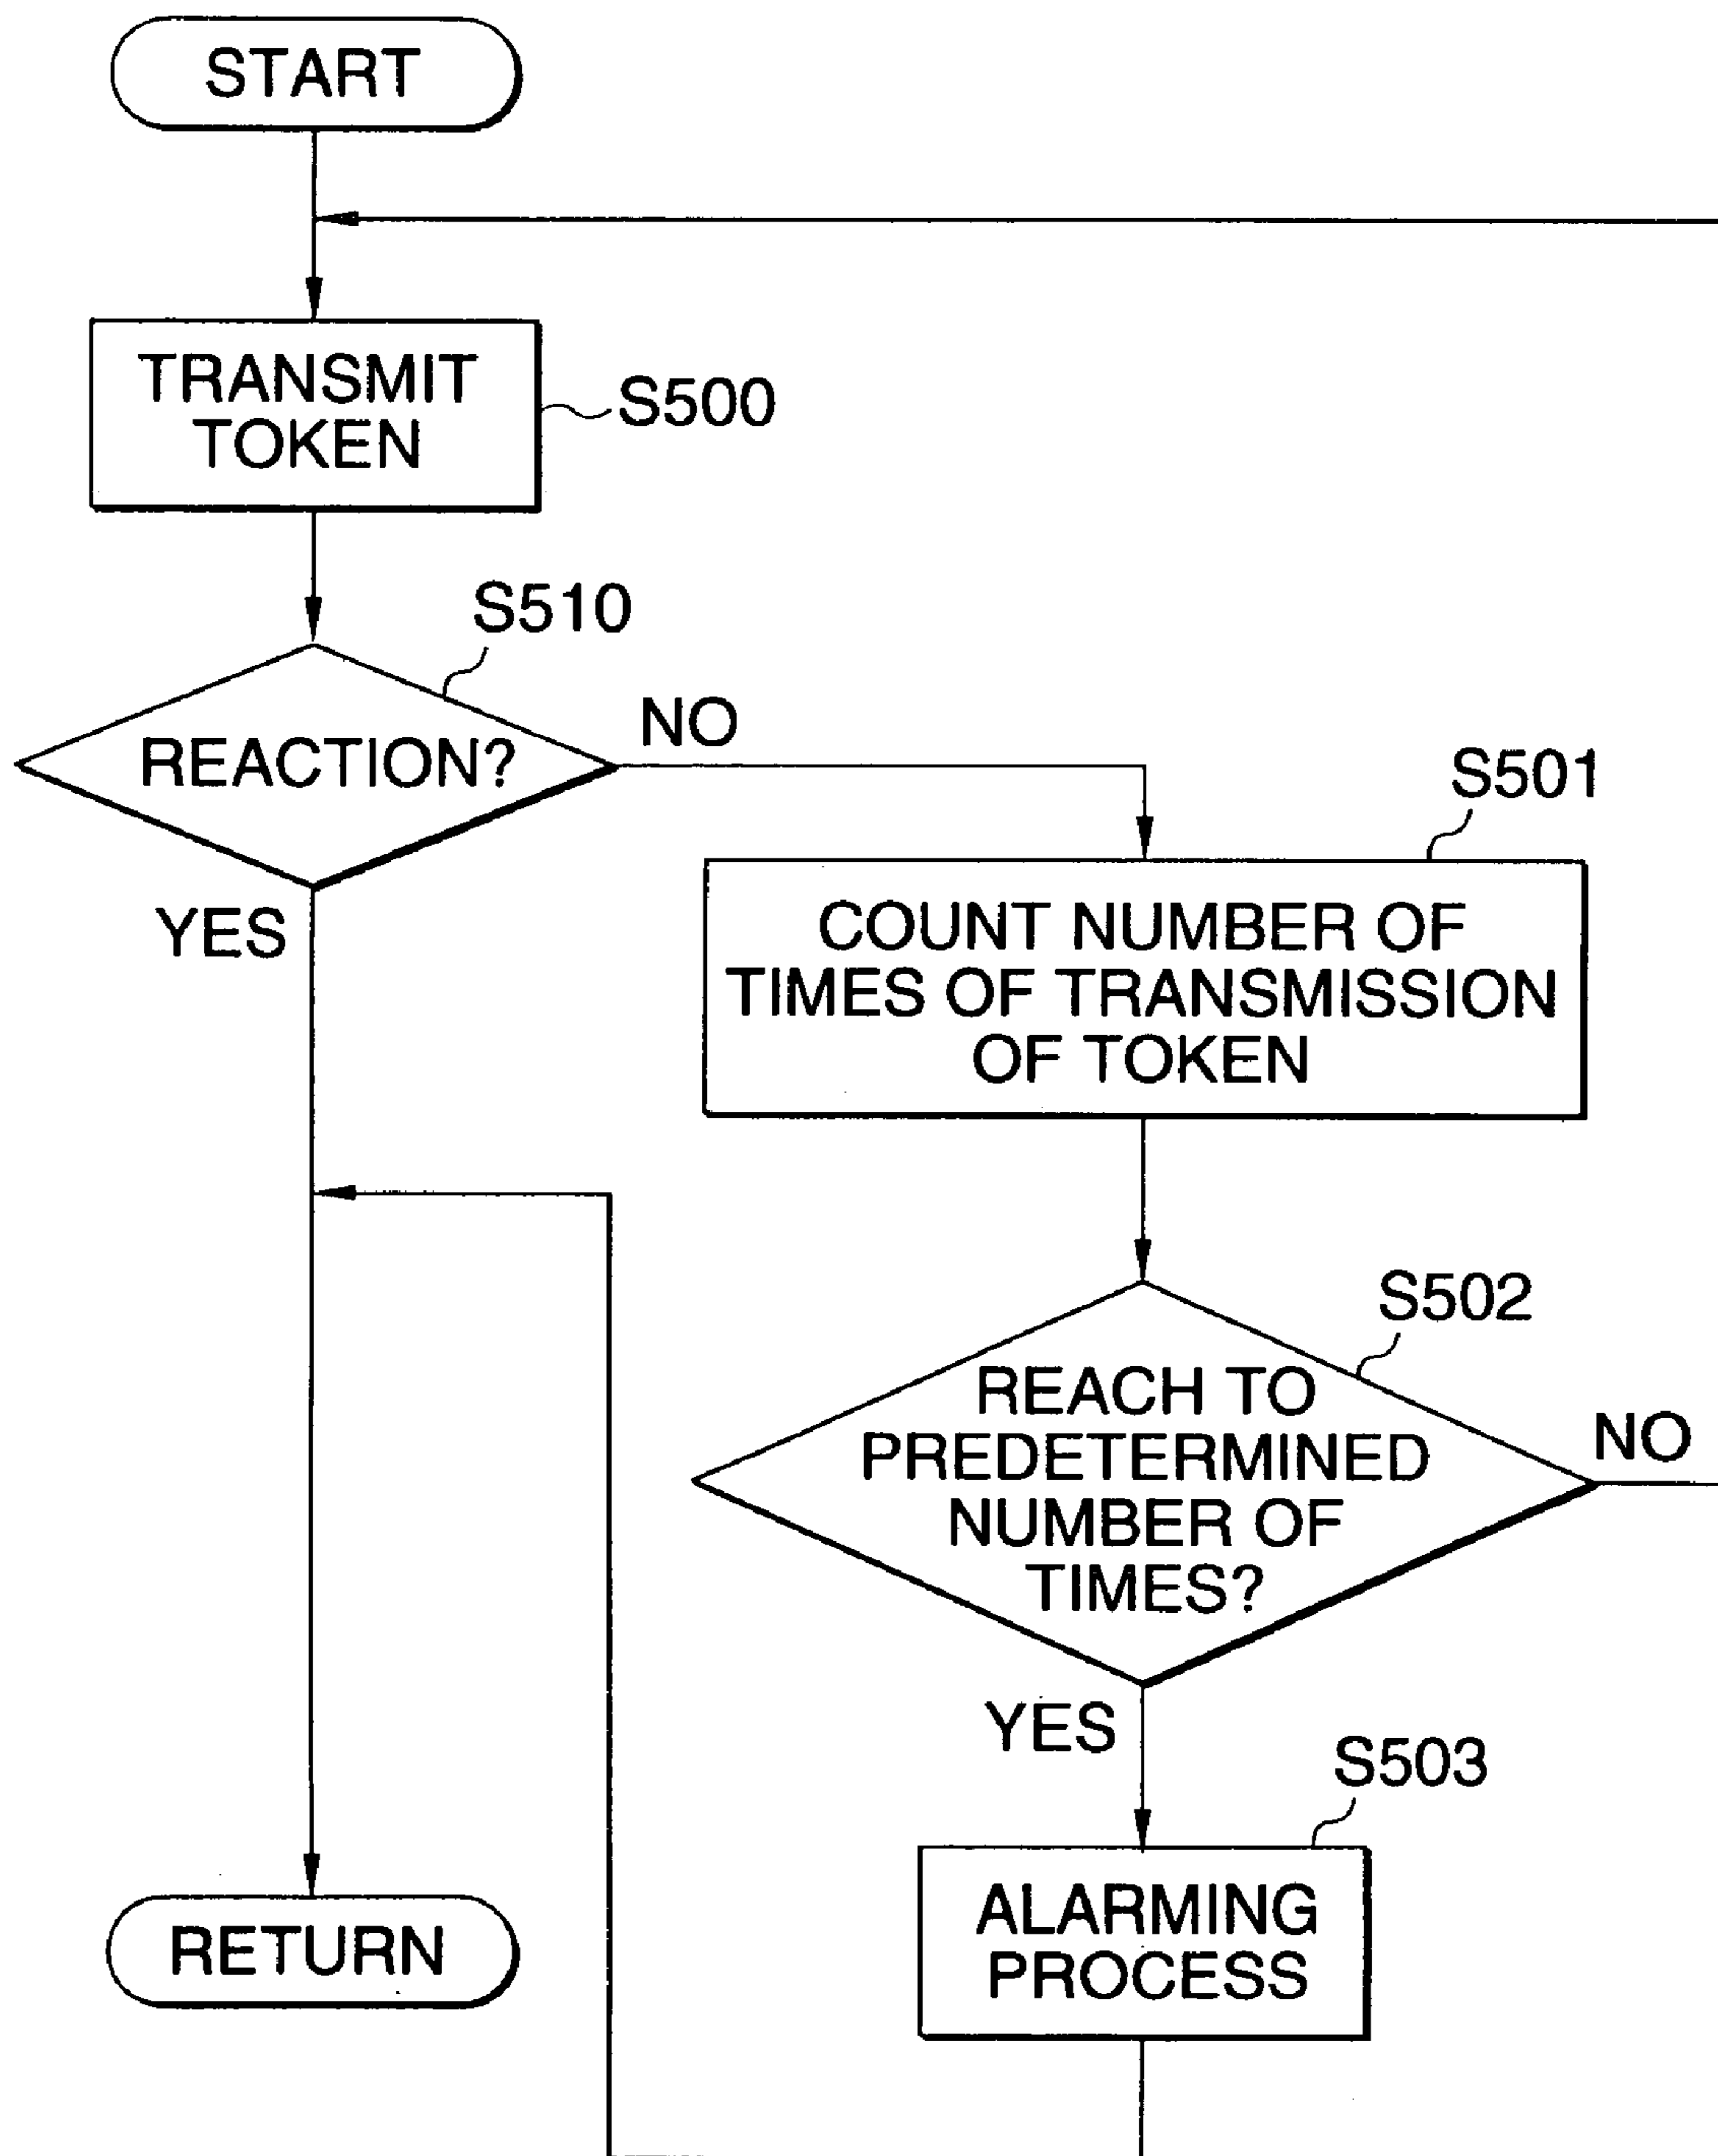 START
TRANSMIT
TOKEN
S500
S510
REACTION?
NO
YES
S501
COUNT NUMBER OF
TIMES OF TRANSMISSION
OF TOKEN
S502
REACH TO
PREDETERMINED
NUMBER OF
TIMES?
NO
YES
S503
ALARMING
PROCESS
RETURN